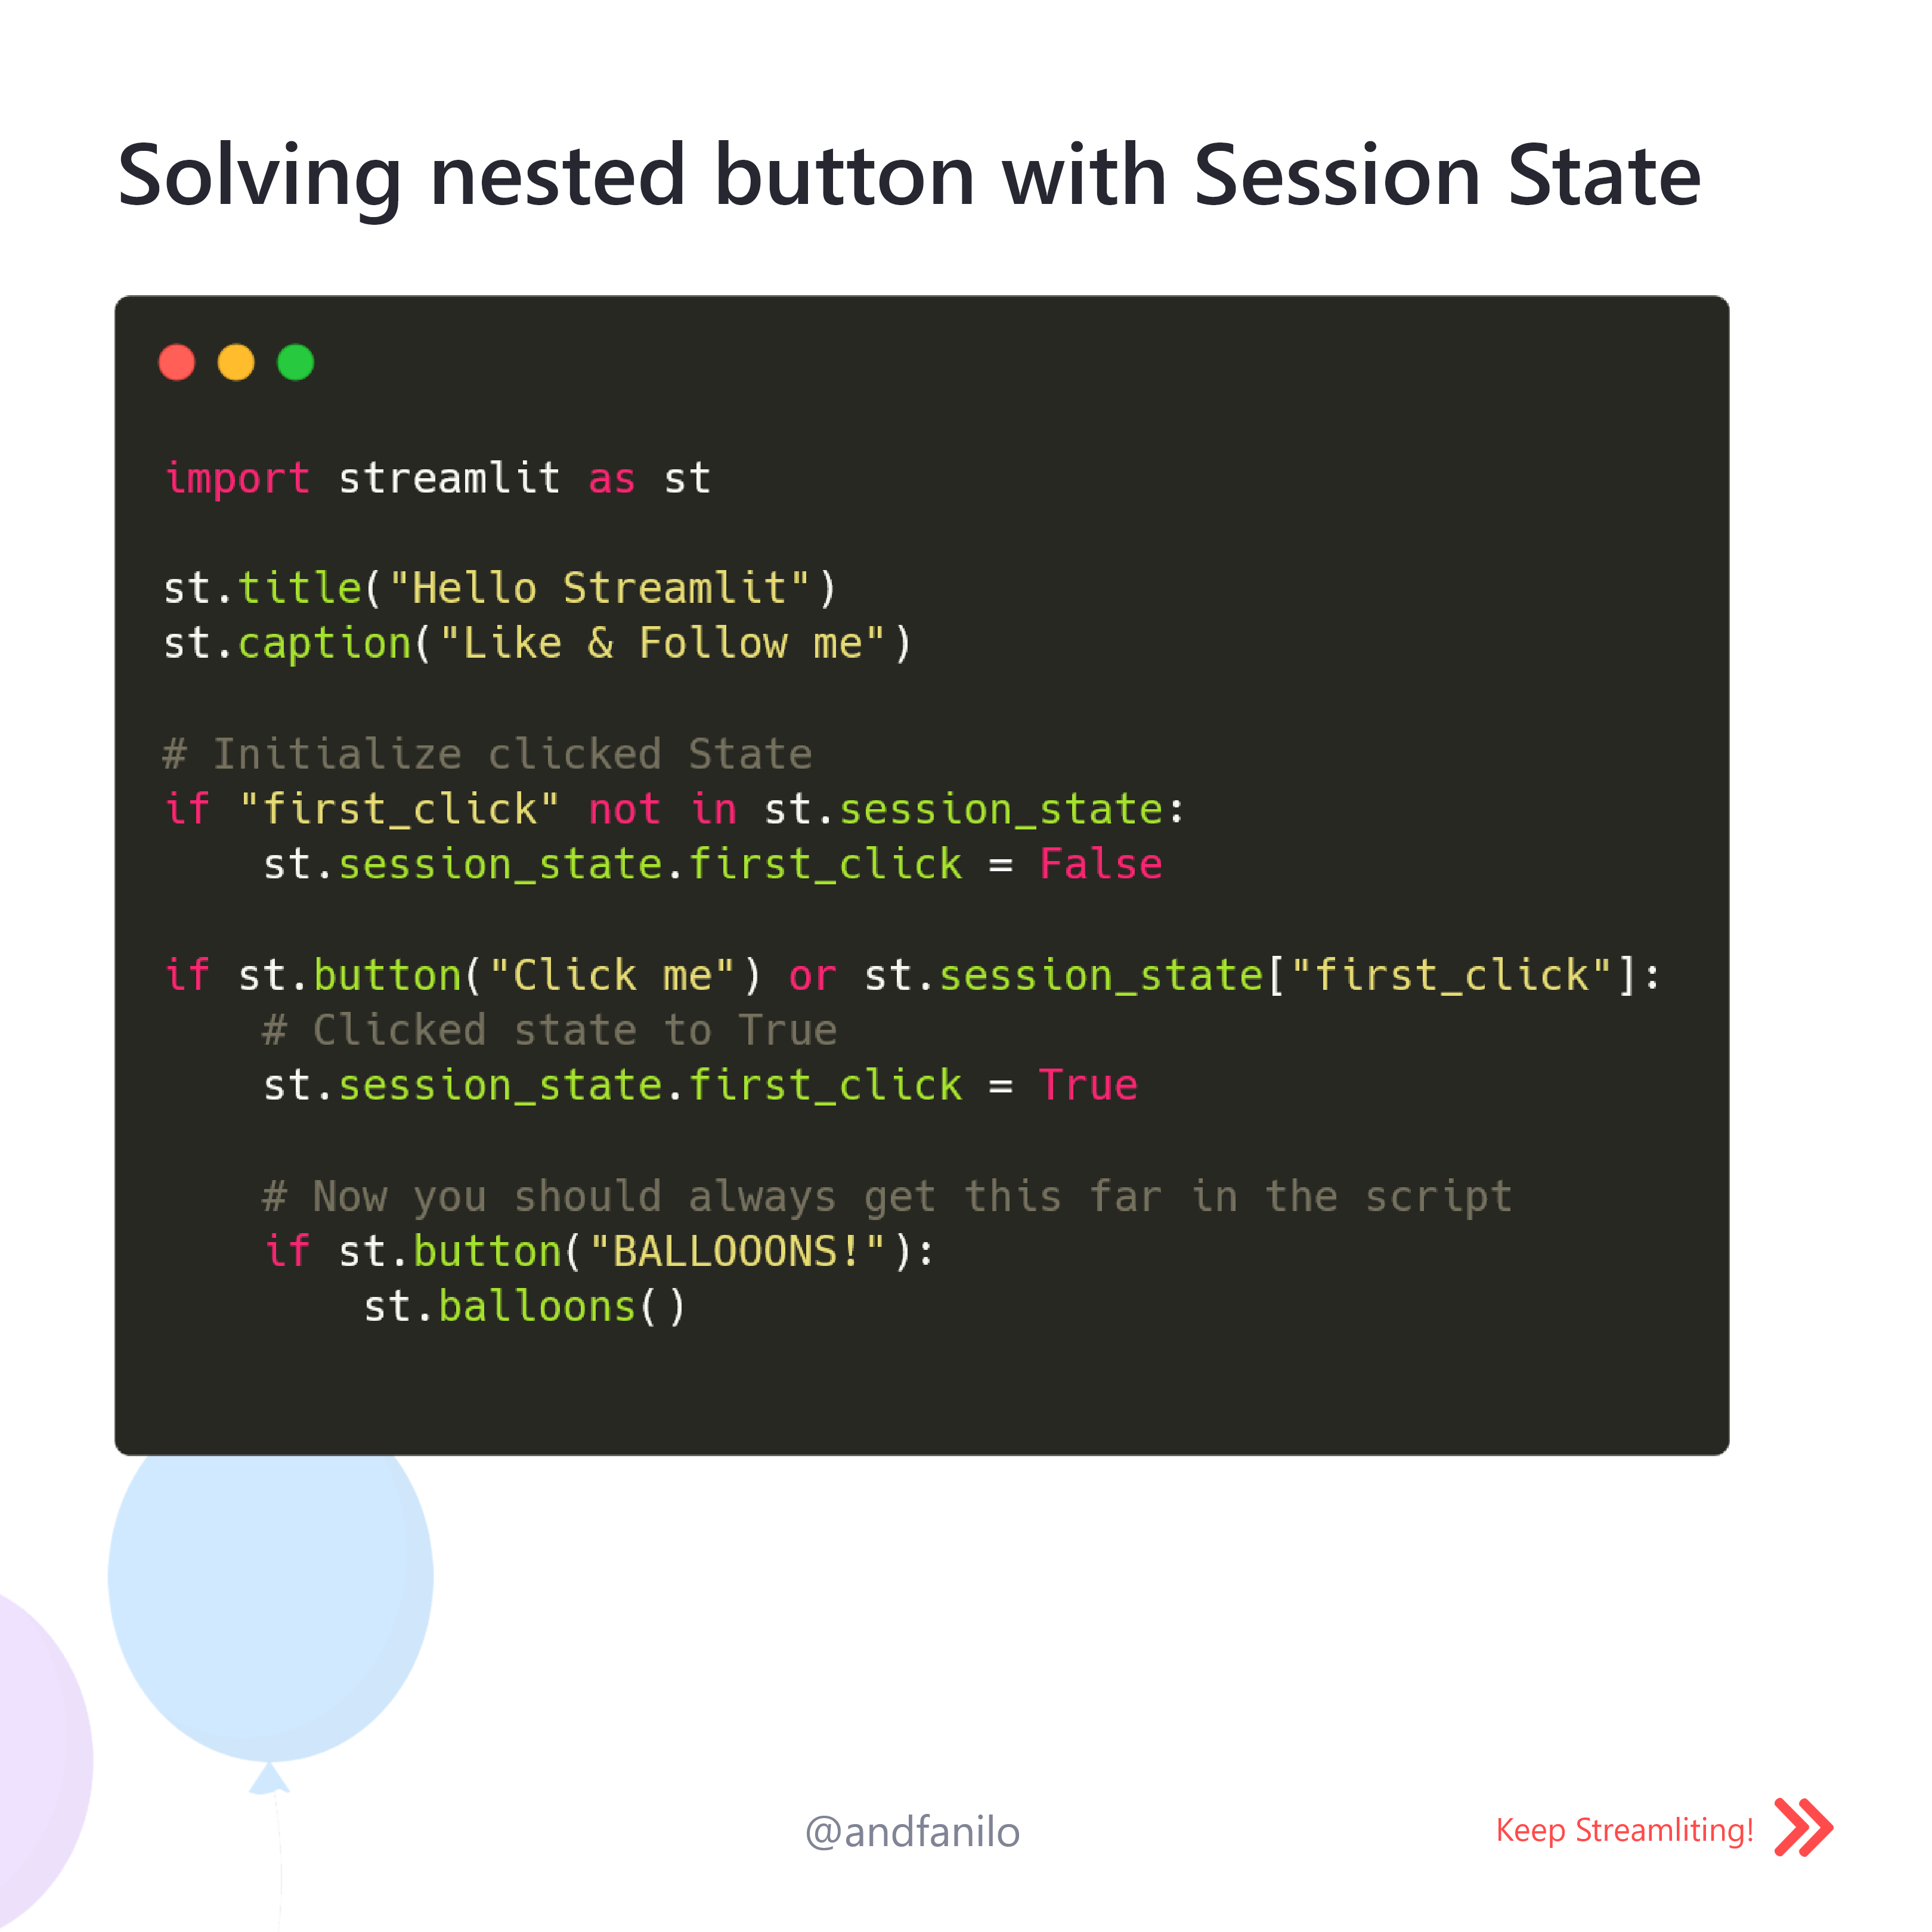 Solving nested button with Session State
import streamlit as st
st.title("Hello Streamlit")
st.caption("Like & Follow me")
# Initialize clicked State
if "first_click" not in st.session_state:
    st.session_state.first_click = False
if st.button("Click me") or st.session_state["first_click"]:
    # Clicked state to True
    st.session_state.first_click = True
    # Now you should always get this far in the script
    if st.button("BALLOOONS!"):
        st.balloons()
@andfanilo
Keep Streamliting!